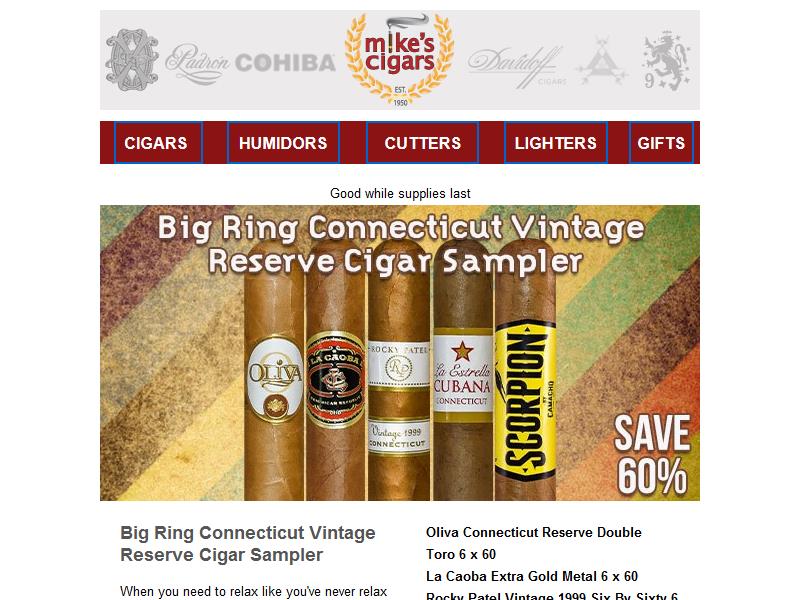 Padrón COHIBA
mike's
cigars
EST.
1950
Davidoff
CIGARS
9
CIGARS HUMIDORS CUTTERS LIGHTERS GIFTS
Good while supplies last
Big Ring Connecticut Vintage
Reserve Cigar Sampler
OLIVA
LA CAOBA
DOMINICAN REPUBLIC
ROCKY PATEL
RP
Vintage 1999
CONNECTICUT
La Estrella
CUBANA
CONNECTICUT
SCORPION
BY
CAMACHO
SAVE
60%
Big Ring Connecticut Vintage
Reserve Cigar Sampler
When you need to relax like you've never relax
Oliva Connecticut Reserve Double
Toro 6 x 60
La Caoba Extra Gold Metal 6 x 60
Rocky Patel Vintage 1999 Six By Sixty 6